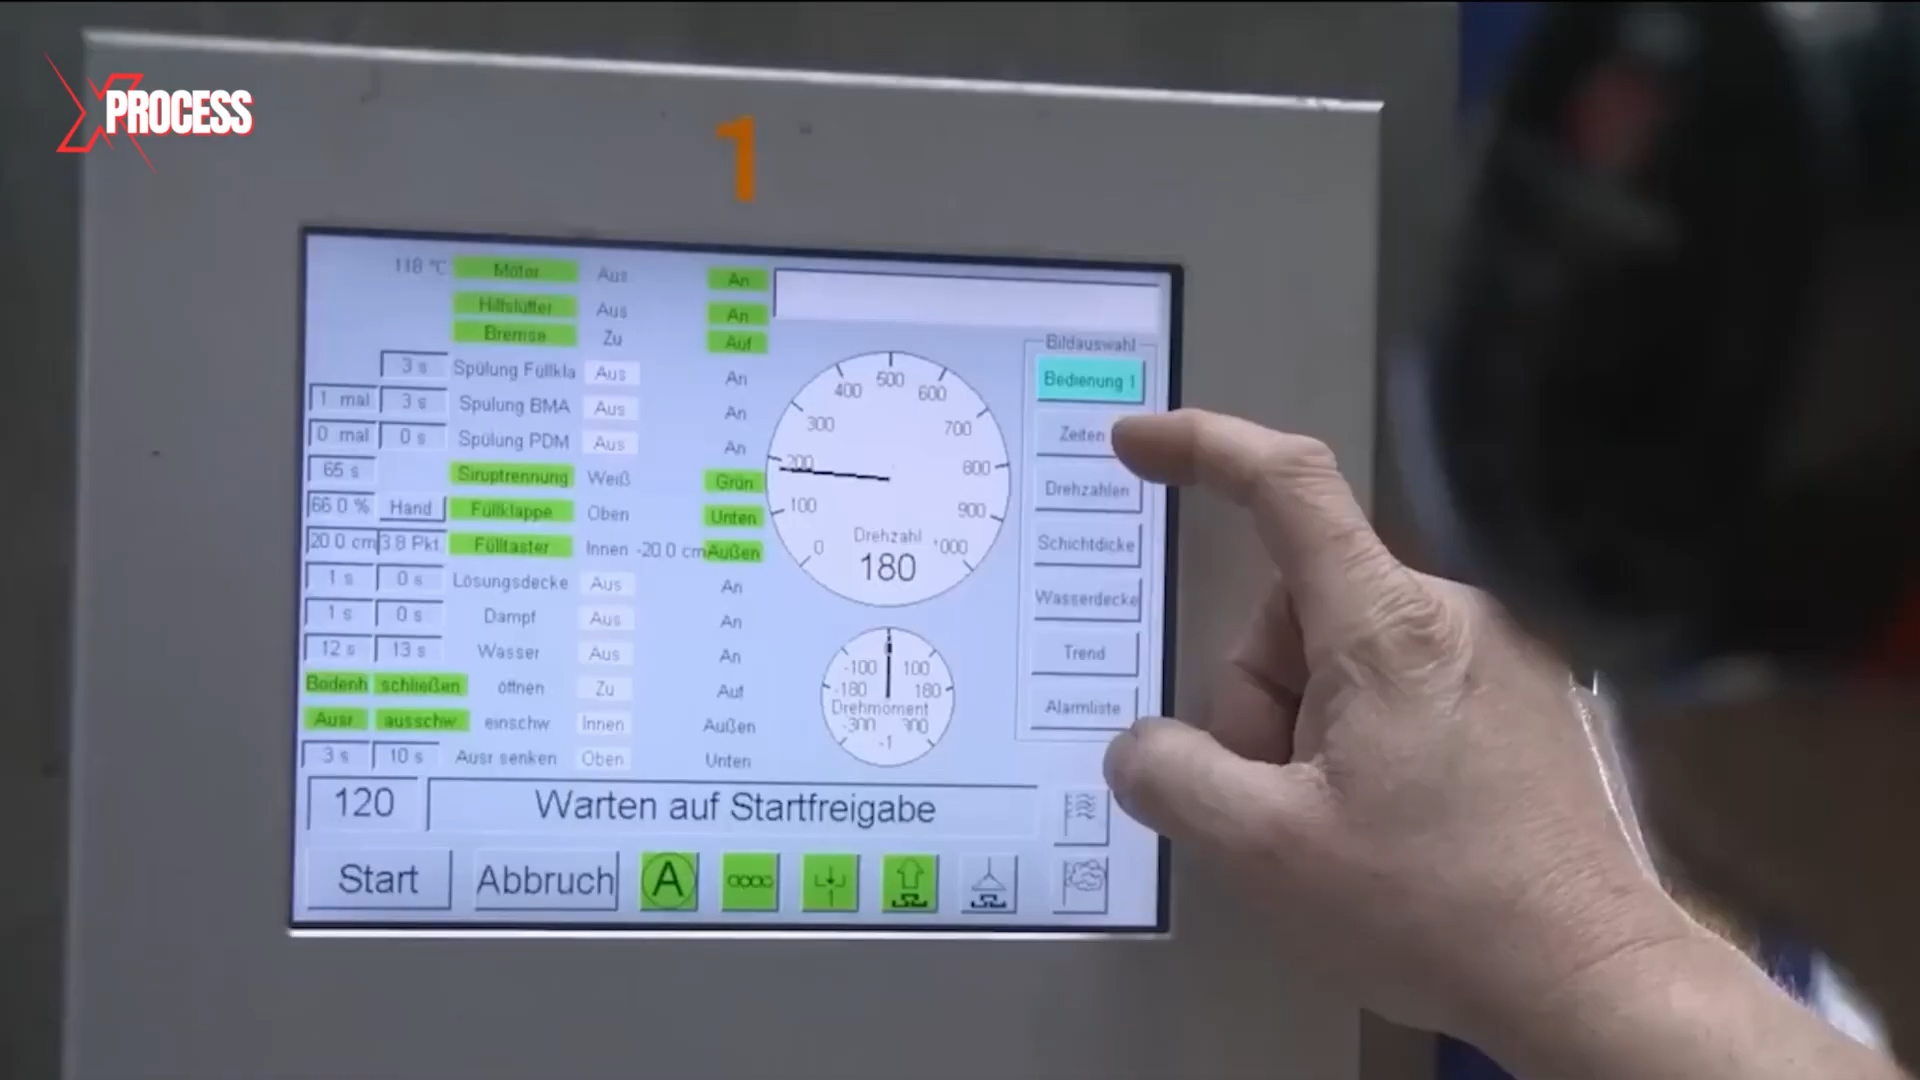 XPROCESS
1
118 °C Motor Aus An
Hilfslüfter Aus An
Bremse Zu Auf
3 s Spülung Füllkla Aus An
1 mal 3 s Spülung BMA Aus An
0 mal 0 s Spülung PDM Aus An
65 s Siruptrennung Weiß Grün
66.0 % Hand Füllklappe Oben Unten
20.0 cm 3.8 Pkt. Fülltaster Innen -20.0 cm Außen
1 s 0 s Lösungsdecke Aus An
1 s 0 s Dampf Aus An
12 s 13 s Wasser Aus An
Bodenh schließen öffnen Zu Auf
Ausr ausschw einschw Innen Außen
3 s 10 s Ausr senken Oben Unten
0 100 200 300 400 500 600 700 800 900 1000
Drehzahl
180
-100 100
-180 180
Drehmoment
-300 300
-1
Bildauswahl
Bedienung 1
Zeiten
Drehzahlen
Schichtdicke
Wasserdecke
Trend
Alarmliste
120 Warten auf Startfreigabe
Start Abbruch A 1